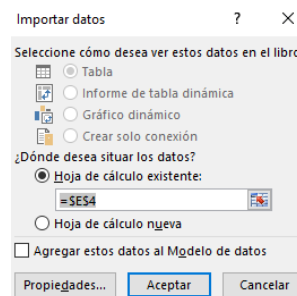 Importar datos ? ×
Seleccione cómo desea ver estos datos en el libro
Tabla
Informe de tabla dinámica
Gráfico dinámico
Crear solo conexión
¿Dónde desea situar los datos?
Hoja de cálculo existente:
=$E$4
Hoja de cálculo nueva
Agregar estos datos al Modelo de datos
Propiedades... Aceptar Cancelar